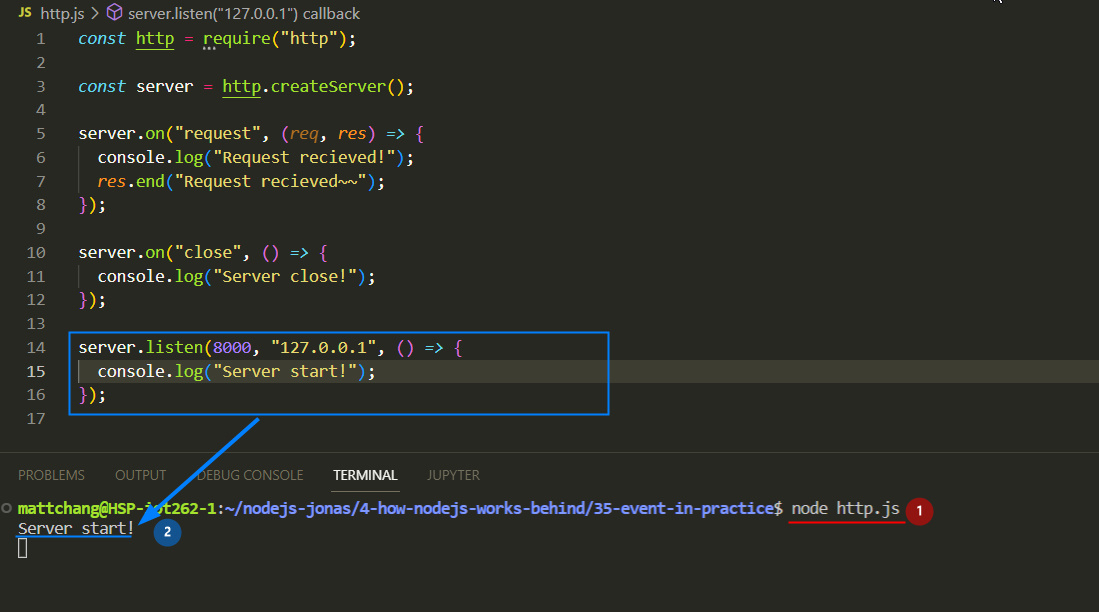 JS http.js > server.listen("127.0.0.1") callback
1 const http = require("http");
2
3 const server = http.createServer();
4
5 server.on("request", (req, res) => {
6 console.log("Request recieved!");
7 res.end("Request recieved~~");
8 });
9
10 server.on("close", () => {
11 console.log("Server close!");
12 });
13
14 server.listen(8000, "127.0.0.1", () => {
15 console.log("Server start!");
16 });
17
PROBLEMS OUTPUT DEBUG CONSOLE TERMINAL JUPYTER
mattchang@HSP-iot262-1:~/nodejs-jonas/4-how-nodejs-works-behind/35-event-in-practice$ node http.js 1
Server start! 2